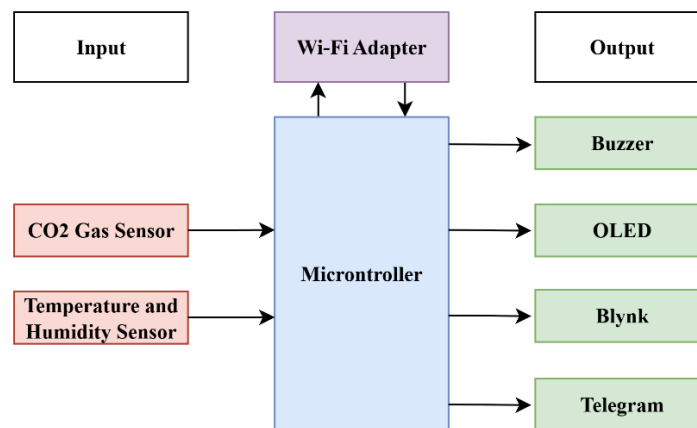 Input
Wi-Fi Adapter
Output
Buzzer
CO2 Gas Sensor
OLED
Microntroller
Temperature and
Humidity Sensor
Blynk
Telegram